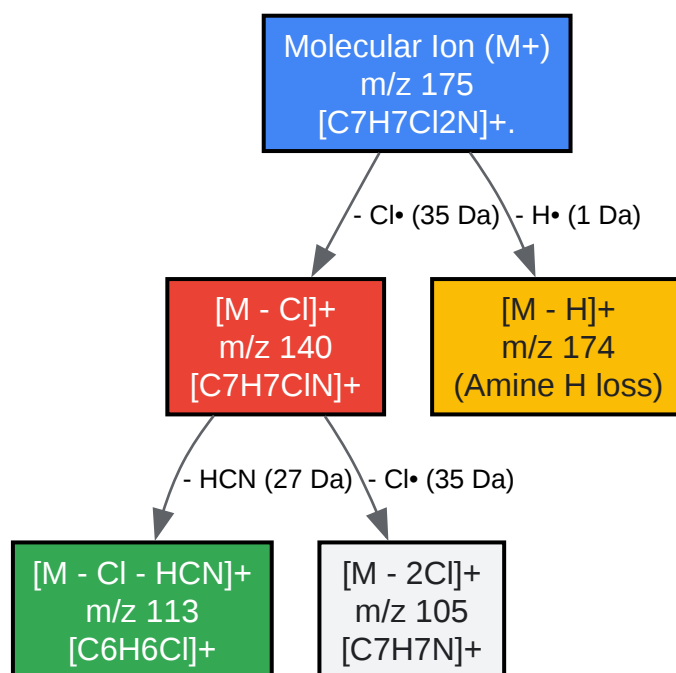 Molecular Ion (M+)
m/z 175
[C7H7Cl2N]+.
- Cl• (35 Da)
- H• (1 Da)
[M - Cl]+
m/z 140
[C7H7ClN]+
[M - H]+
m/z 174
(Amine H loss)
- HCN (27 Da)
- Cl• (35 Da)
[M - Cl - HCN]+
m/z 113
[C6H6Cl]+
[M - 2Cl]+
m/z 105
[C7H7N]+